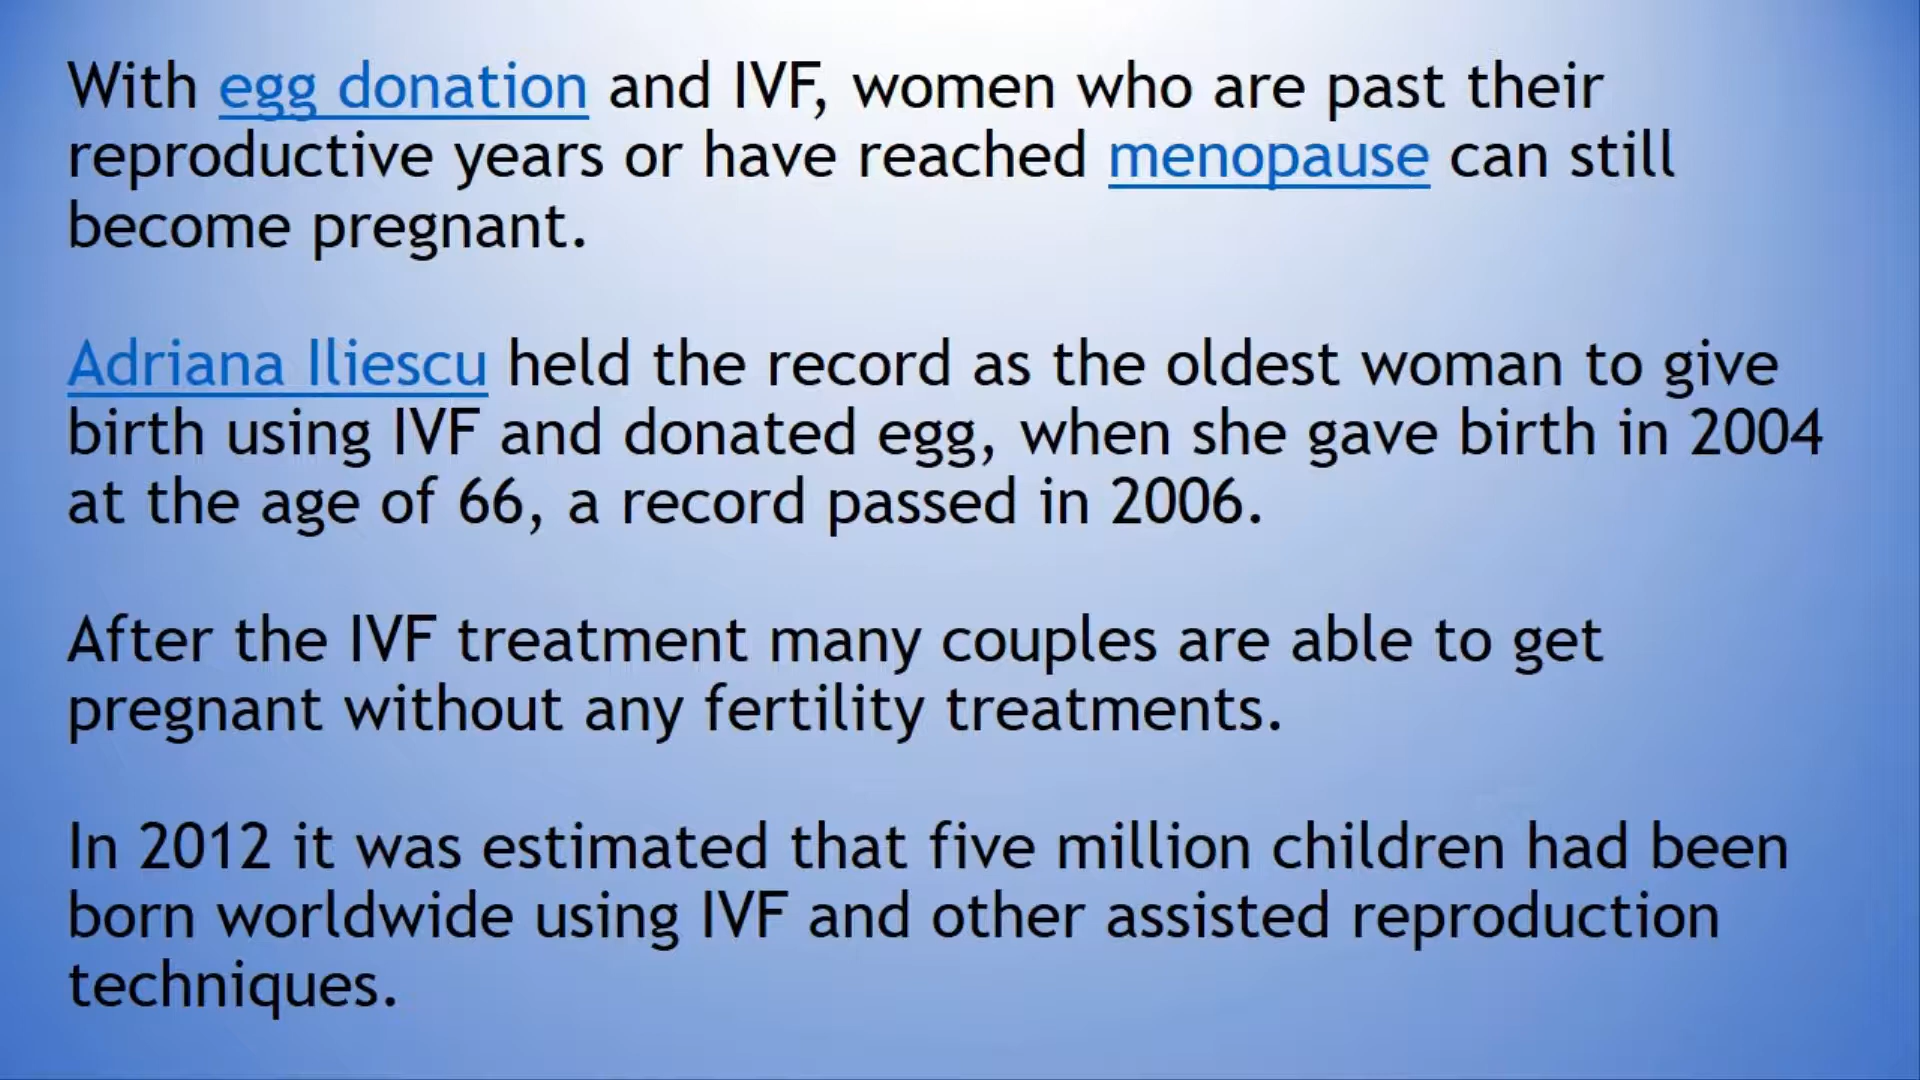 With egg donation and IVF, women who are past their
reproductive years or have reached menopause can still
become pregnant.
Adriana Iliescu held the record as the oldest woman to give
birth using IVF and donated egg, when she gave birth in 2004
at the age of 66, a record passed in 2006.
After the IVF treatment many couples are able to get
pregnant without any fertility treatments.
In 2012 it was estimated that five million children had been
born worldwide using IVF and other assisted reproduction
techniques.